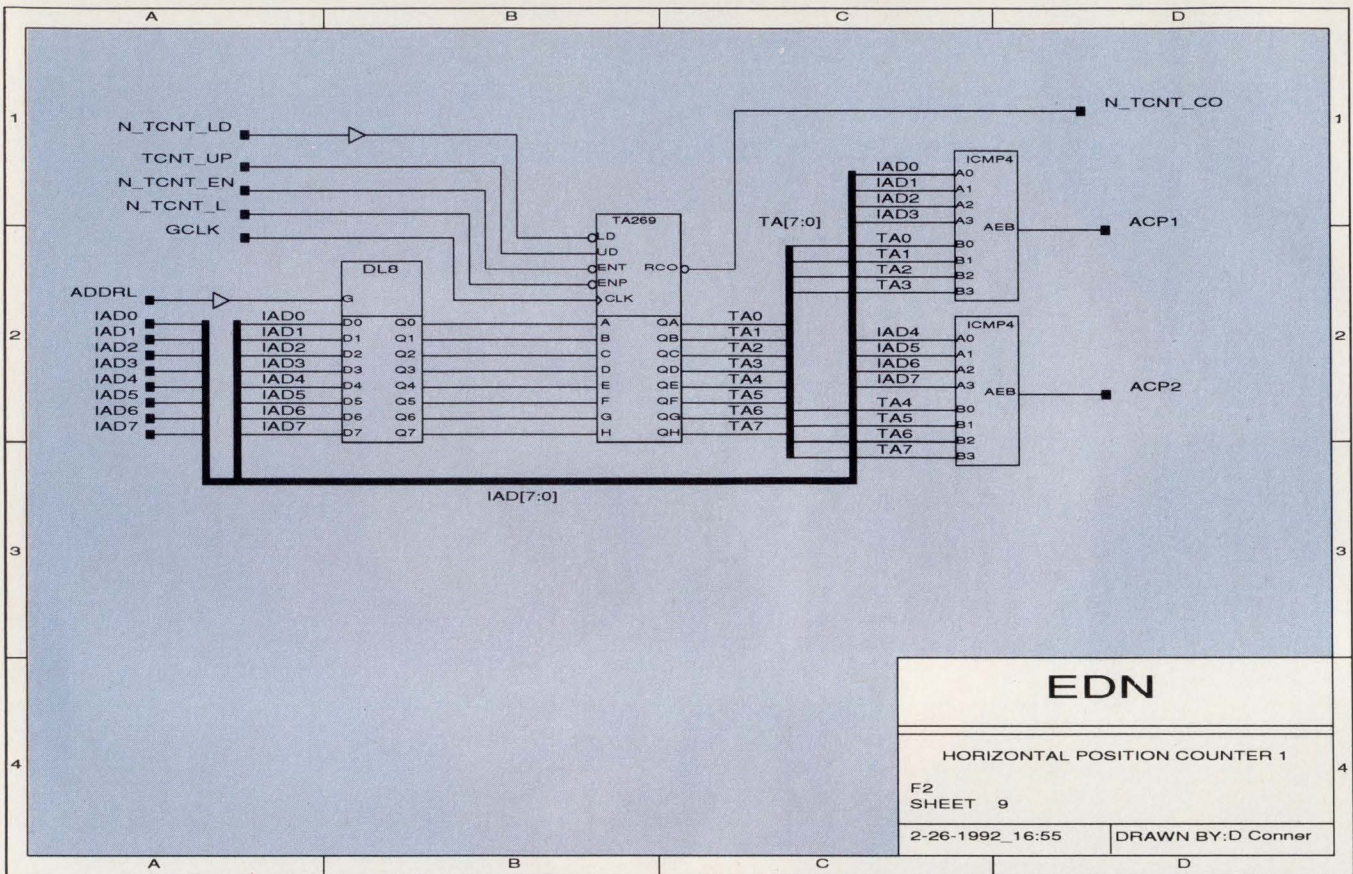 A B C D
1 1
N_TCNT_CO
N_TCNT_LD
TCNT_UP
N_TCNT_EN
N_TCNT_L
GCLK
TA269
LD
UD
ENT RCO
ENP
CLK
A QA
B QB
C QC
D QD
E QE
F QF
G QG
H QH
DL8
G
D0 Q0
D1 Q1
D2 Q2
D3 Q3
D4 Q4
D5 Q5
D6 Q6
D7 Q7
ADDRL
IAD0 IAD0
IAD1 IAD1
IAD2 IAD2
IAD3 IAD3
IAD4 IAD4
IAD5 IAD5
IAD6 IAD6
IAD7 IAD7
TA0
TA1
TA2
TA3
TA4
TA5
TA6
TA7
TA[7:0]
ICMP4
IAD0 A0
IAD1 A1
IAD2 A2
IAD3 A3
AEB ACP1
TA0 B0
TA1 B1
TA2 B2
TA3 B3
2 2
ICMP4
IAD4 A0
IAD5 A1
IAD6 A2
IAD7 A3
AEB ACP2
TA4 B0
TA5 B1
TA6 B2
TA7 B3
IAD[7:0]
3 3
EDN
HORIZONTAL POSITION COUNTER 1
4 4
F2
SHEET 9
2-26-1992_16:55 DRAWN BY:D Conner
A B C D